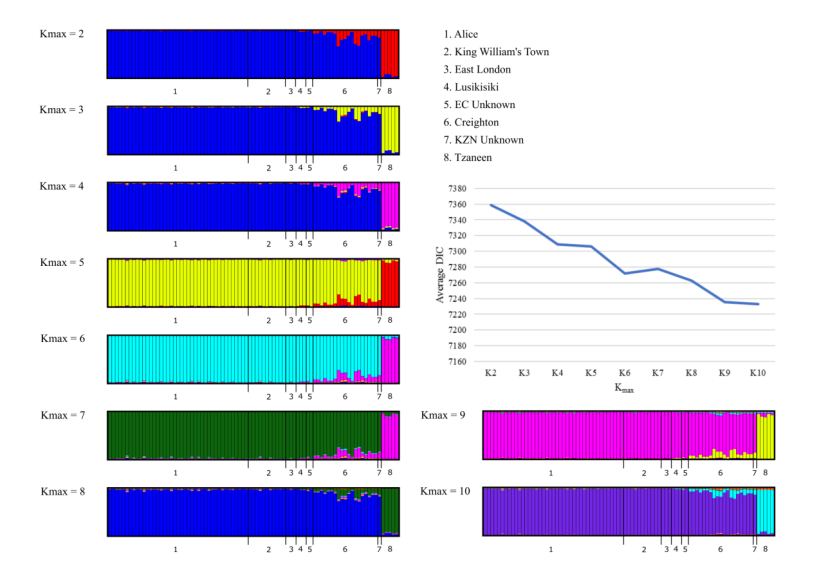 Kmax = 2
1 2 3 4 5 6 7 8
Kmax = 3
1 2 3 4 5 6 7 8
Kmax = 4
1 2 3 4 5 6 7 8
Kmax = 5
1 2 3 4 5 6 7 8
Kmax = 6
1 2 3 4 5 6 7 8
Kmax = 7
1 2 3 4 5 6 7 8
Kmax = 8
1 2 3 4 5 6 7 8
1. Alice
2. King William's Town
3. East London
4. Lusikisiki
5. EC Unknown
6. Creighton
7. KZN Unknown
8. Tzaneen
Average DIC
7380
7360
7340
7320
7300
7280
7260
7240
7220
7200
7180
7160
K2 K3 K4 K5 K6 K7 K8 K9 K10
Kmax
Kmax = 9
1 2 3 4 5 6 7 8
Kmax = 10
1 2 3 4 5 6 7 8